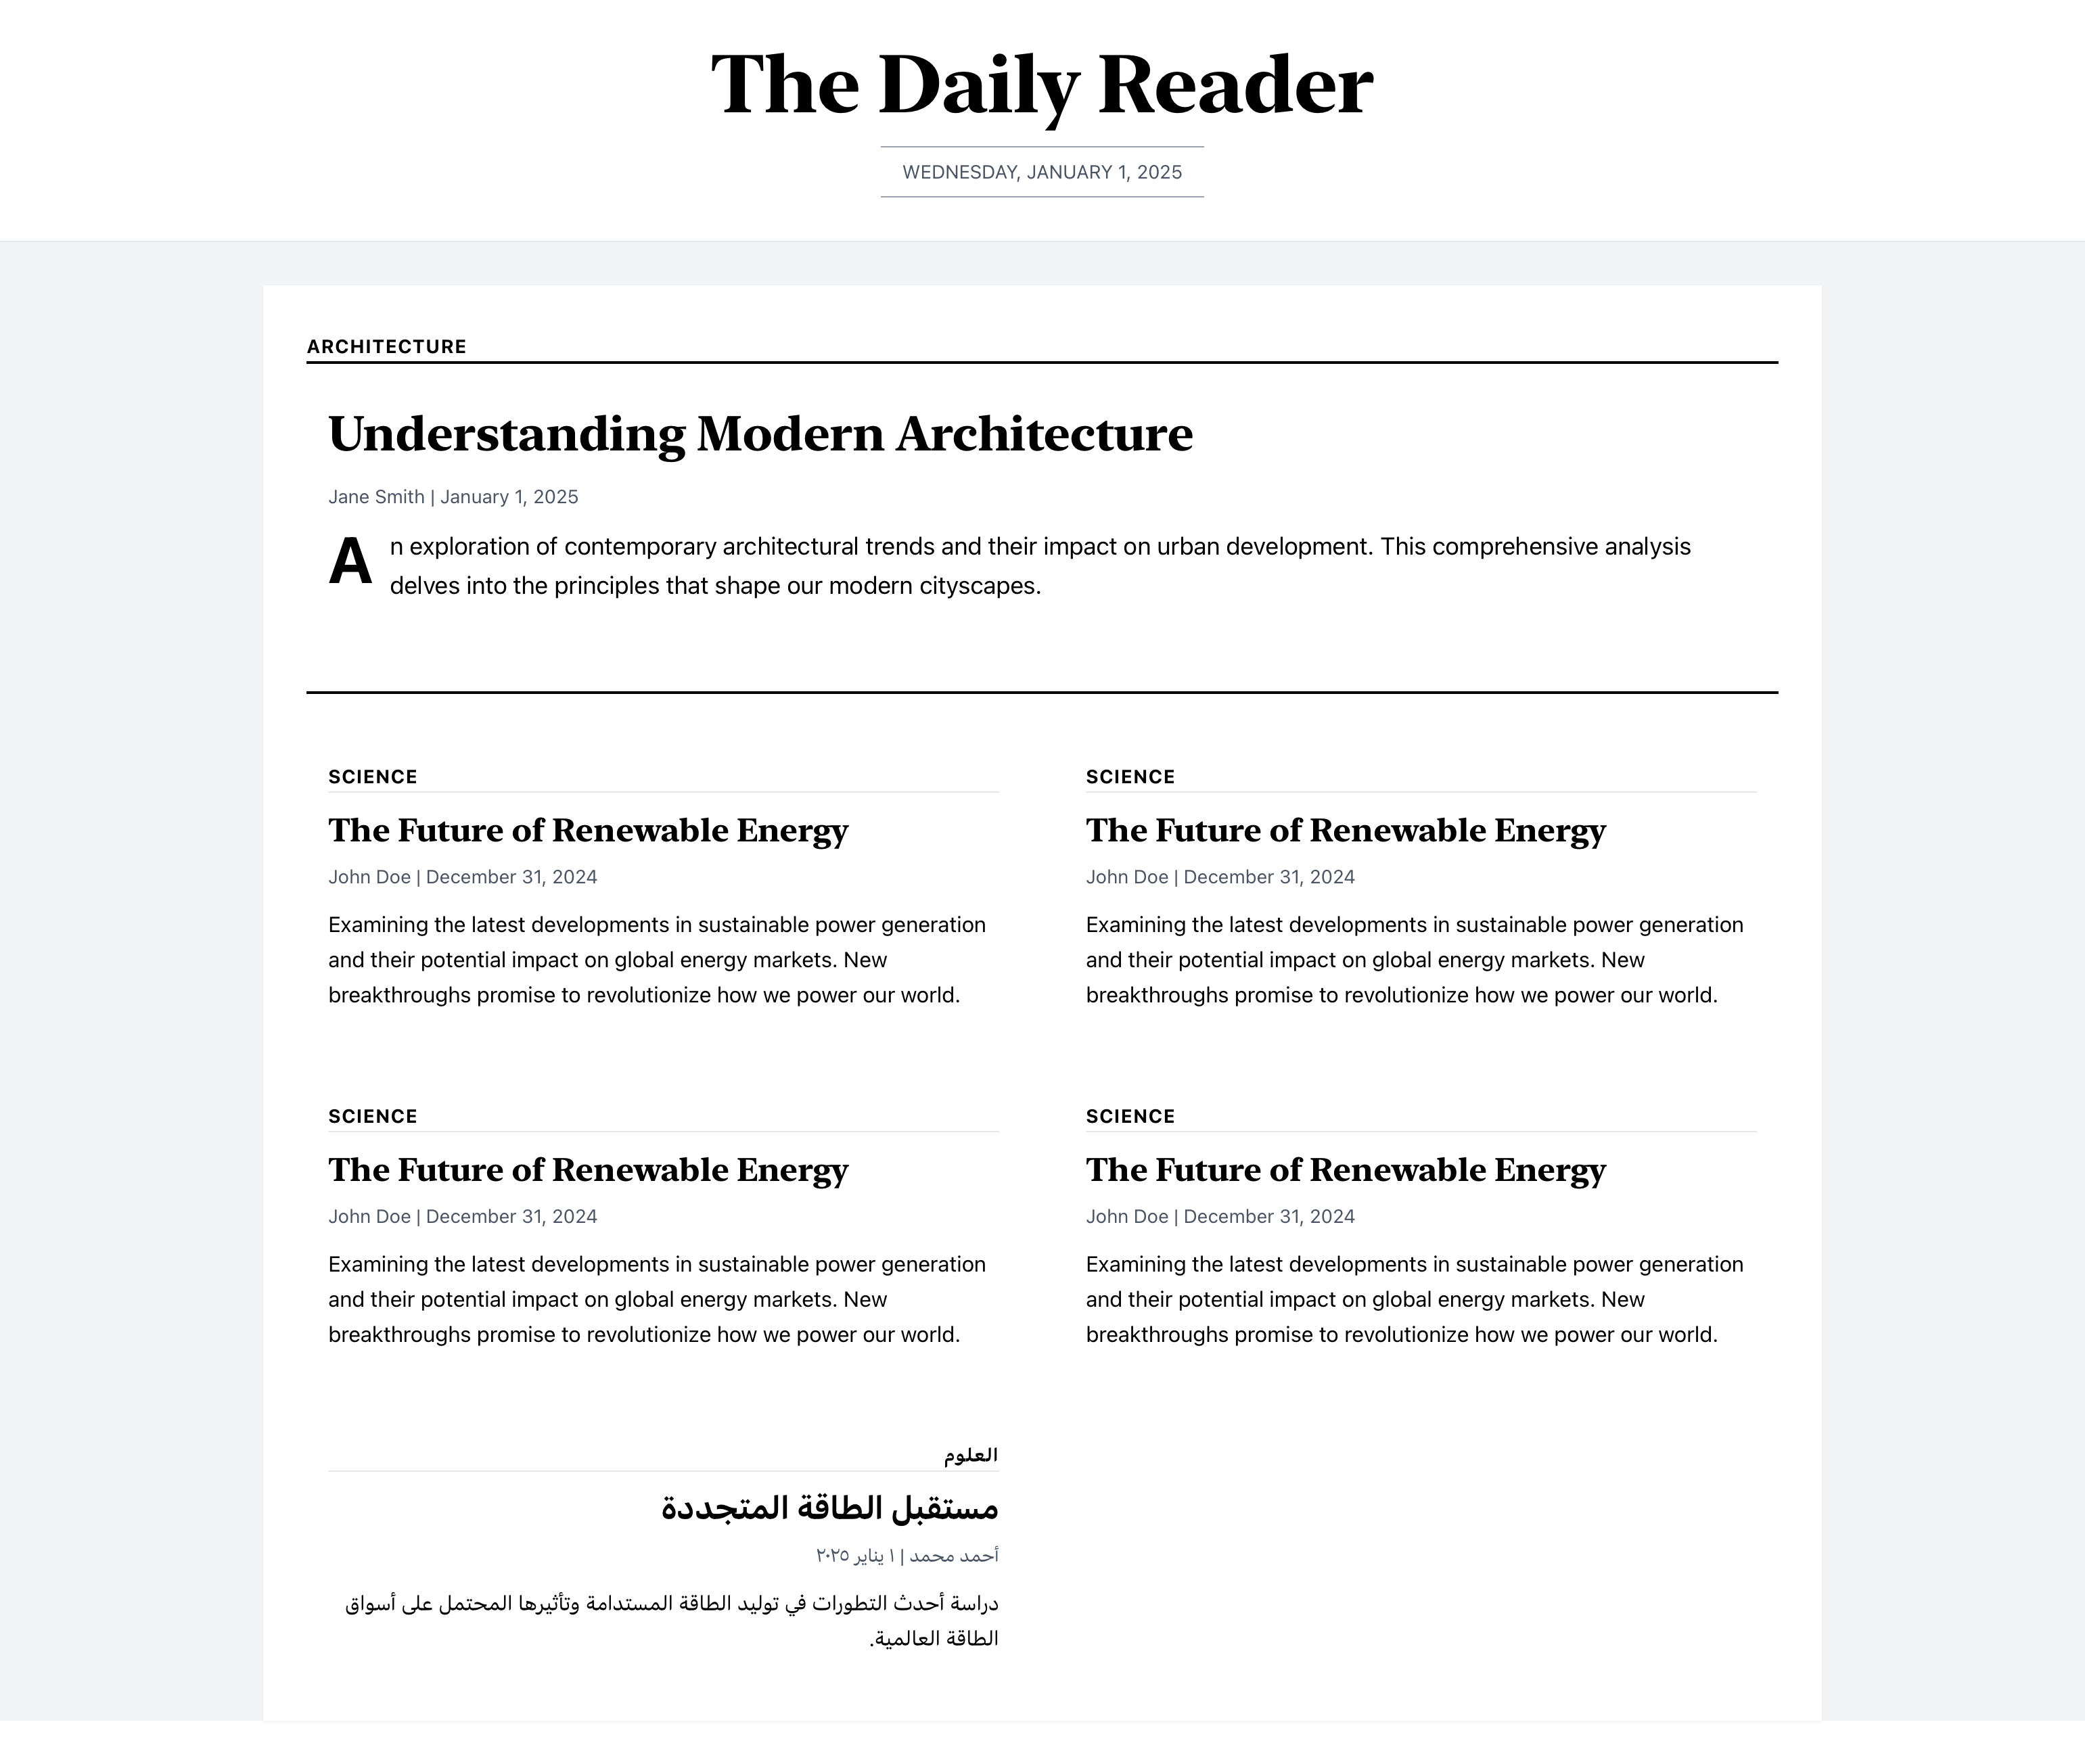 The Daily Reader
WEDNESDAY, JANUARY 1, 2025
ARCHITECTURE
Understanding Modern Architecture
Jane Smith | January 1, 2025
An exploration of contemporary architectural trends and their impact on urban development. This comprehensive analysis
delves into the principles that shape our modern cityscapes.
SCIENCE
The Future of Renewable Energy
John Doe | December 31, 2024
Examining the latest developments in sustainable power generation
and their potential impact on global energy markets. New
breakthroughs promise to revolutionize how we power our world.
SCIENCE
The Future of Renewable Energy
John Doe | December 31, 2024
Examining the latest developments in sustainable power generation
and their potential impact on global energy markets. New
breakthroughs promise to revolutionize how we power our world.
SCIENCE
The Future of Renewable Energy
John Doe | December 31, 2024
Examining the latest developments in sustainable power generation
and their potential impact on global energy markets. New
breakthroughs promise to revolutionize how we power our world.
SCIENCE
The Future of Renewable Energy
John Doe | December 31, 2024
Examining the latest developments in sustainable power generation
and their potential impact on global energy markets. New
breakthroughs promise to revolutionize how we power our world.
العلوم
مستقبل الطاقة المتجددة
أحمد محمد | ١ يناير ٢٠٢٥
دراسة أحدث التطورات في توليد الطاقة المستدامة وتأثيرها المحتمل على أسواق
الطاقة العالمية.